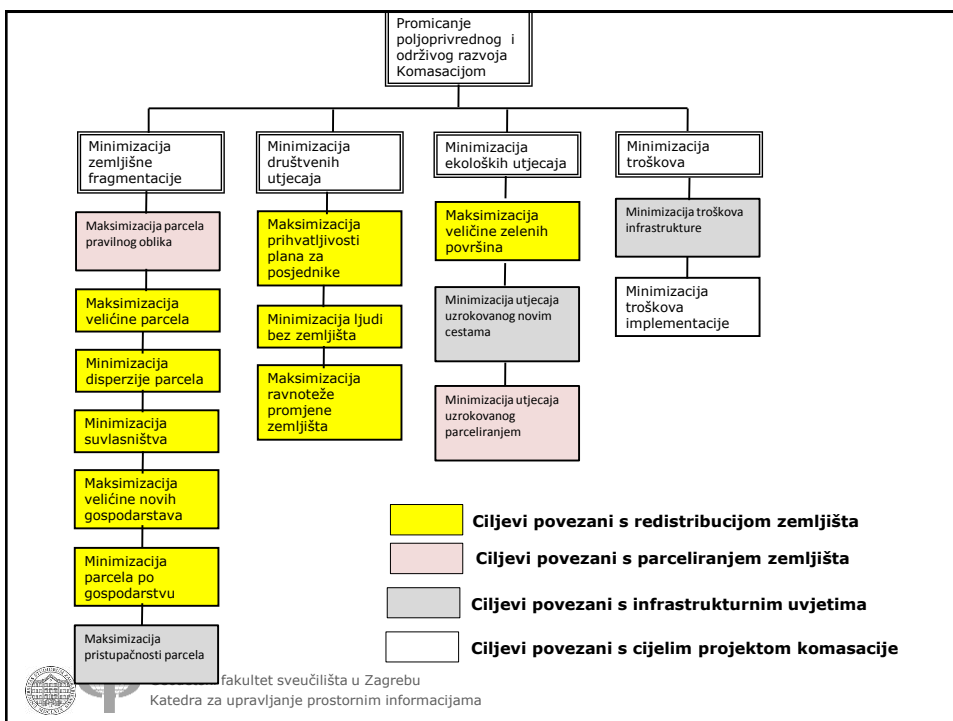 Promicanje
poljoprivrednog i
održivog razvoja
Komasacijom
Minimizacija
zemljišne
fragmentacije
Maksimizacija parcela
pravilnog oblika
Maksimizacija
velićine parcela
Minimizacija
disperzije parcela
Minimizacija
suvlasništva
Maksimizacija
velićine novih
gospodarstava
Minimizacija
parcela po
gospodarstvu
Maksimizacija
pristupačnosti parcela
Minimizacija
društvenih
utjecaja
Maksimizacija
prihvatljivosti
plana za
posjednike
Minimizacija ljudi
bez zemljišta
Maksimizacija
ravnoteže
promjene
zemljišta
Minimizacija
ekoloških utjecaja
Maksimizacija
veličine zelenih
površina
Minimizacija utjecaja
uzrokovanog novim
cestama
Minimizacija utjecaja
uzrokovanog
parceliranjem
Minimizacija
troškova
Minimizacija troškova
infrastrukture
Minimizacija
troškova
implementacije
Ciljevi povezani s redistribucijom zemljišta
Ciljevi povezani s parceliranjem zemljišta
Ciljevi povezani s infrastrukturnim uvjetima
Ciljevi povezani s cijelim projektom komasacije
fakultet sveučilišta u Zagrebu
Katedra za upravljanje prostornim informacijama